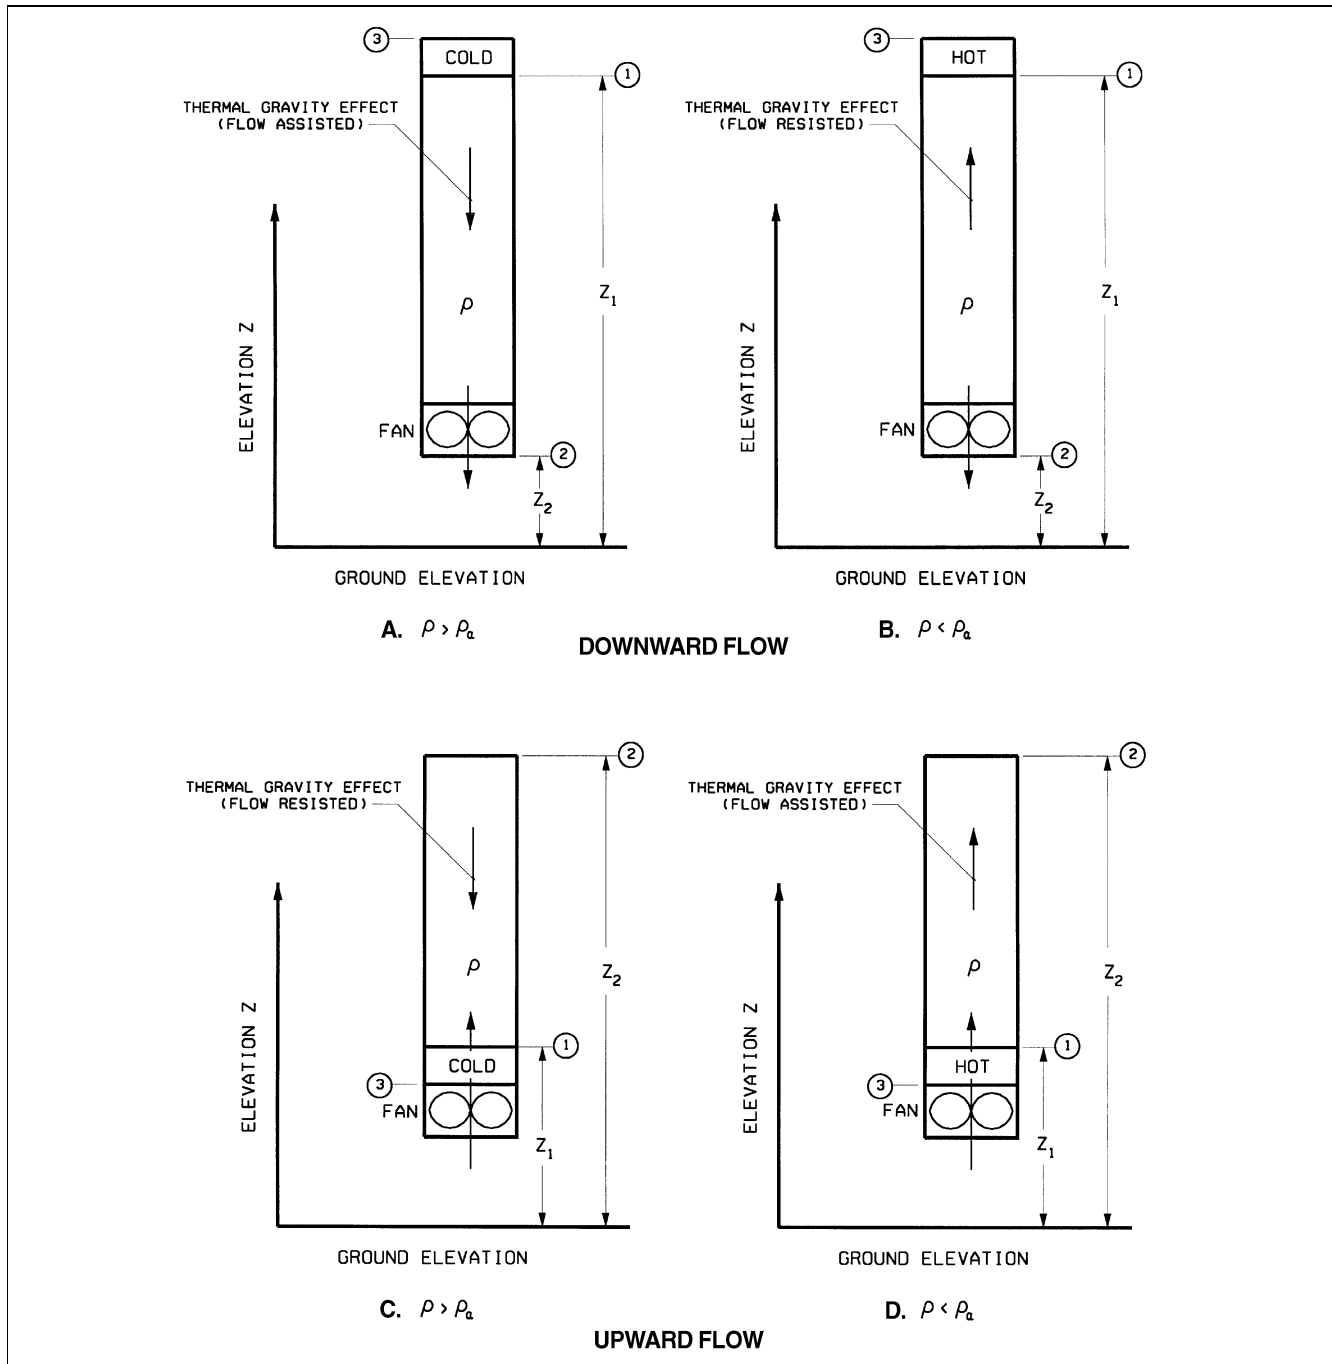 ③ COLD
①
THERMAL GRAVITY EFFECT
(FLOW ASSISTED)
ELEVATION Z
ρ
Z₁
FAN
②
Z₂
GROUND ELEVATION
A. ρ > ρₐ
③ HOT
①
THERMAL GRAVITY EFFECT
(FLOW RESISTED)
ELEVATION Z
ρ
Z₁
FAN
②
Z₂
GROUND ELEVATION
B. ρ < ρₐ
DOWNWARD FLOW
②
THERMAL GRAVITY EFFECT
(FLOW RESISTED)
ELEVATION Z
ρ
Z₂
①
COLD
③
FAN
Z₁
GROUND ELEVATION
C. ρ > ρₐ
②
THERMAL GRAVITY EFFECT
(FLOW ASSISTED)
ELEVATION Z
ρ
Z₂
①
HOT
③
FAN
Z₁
GROUND ELEVATION
D. ρ < ρₐ
UPWARD FLOW